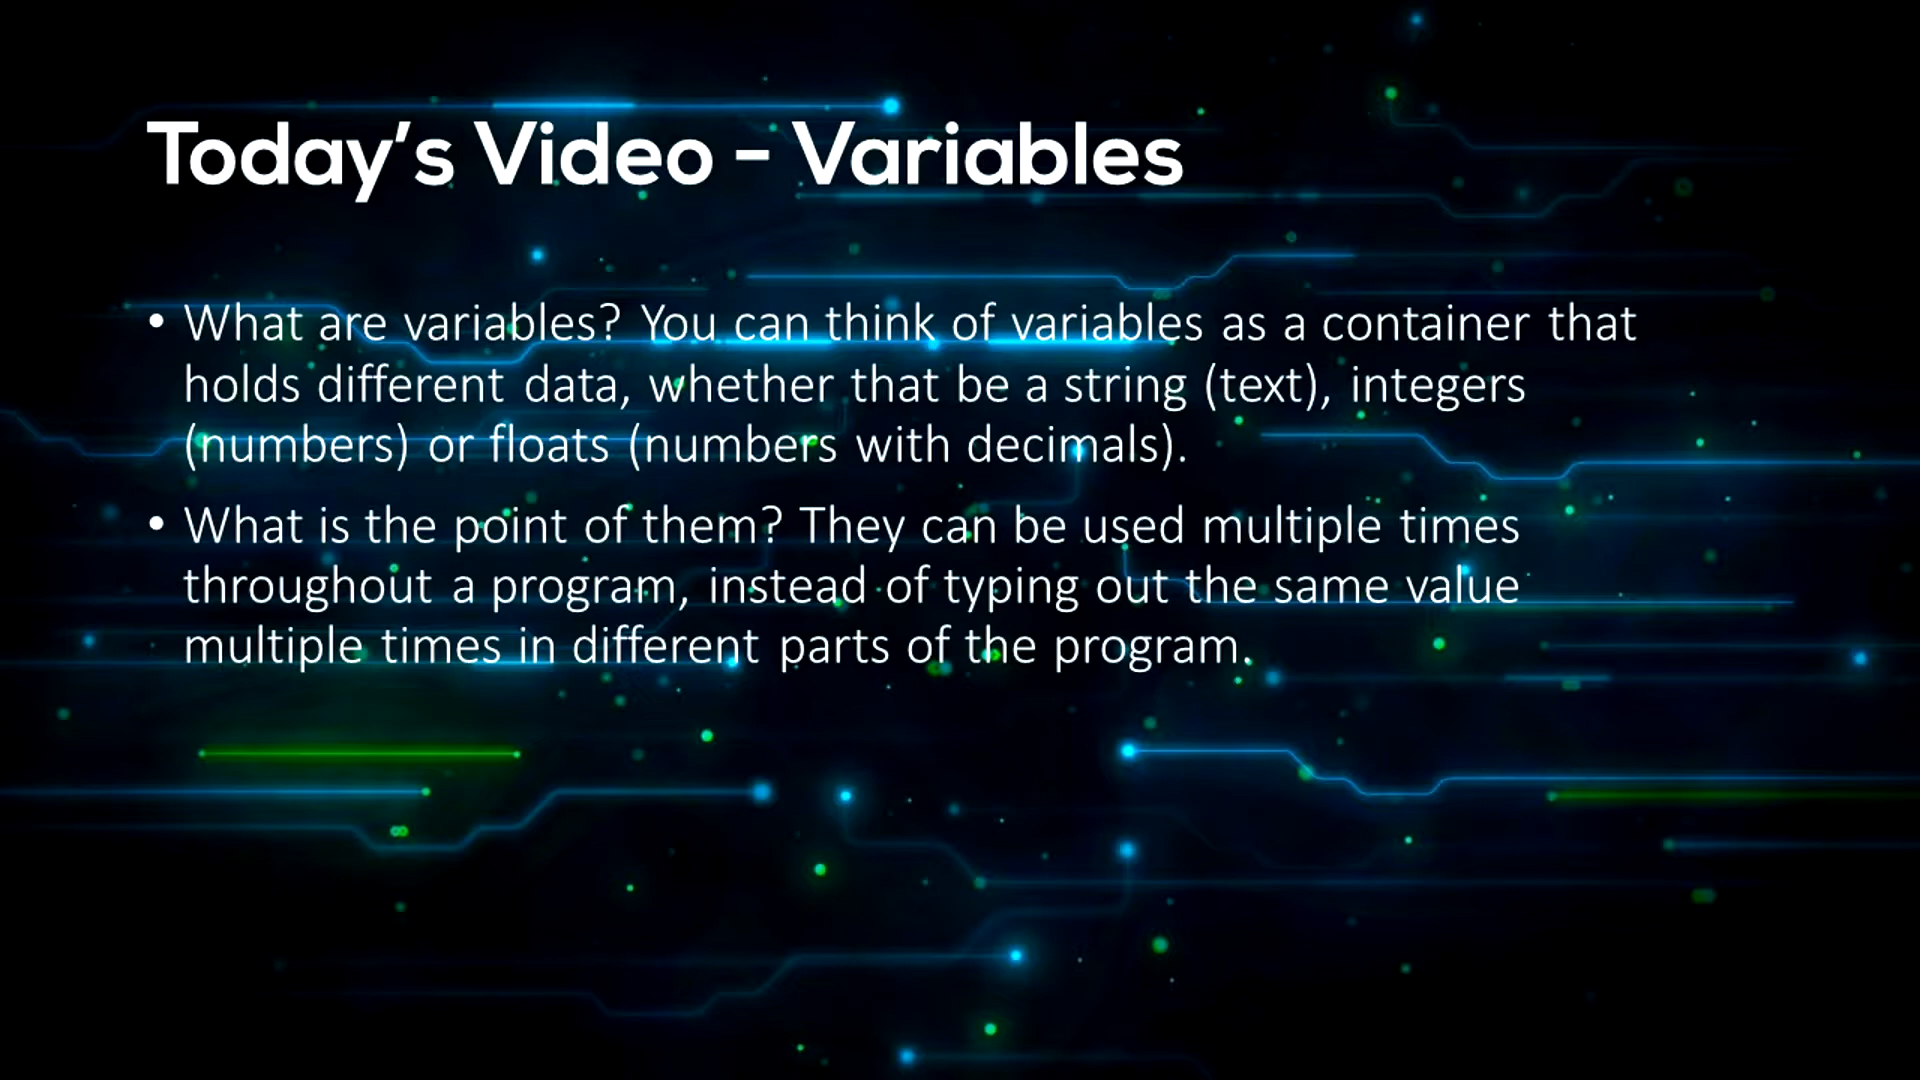 Today’s Video - Variables
• What are variables? You can think of variables as a container that
holds different data, whether that be a string (text), integers
(numbers) or floats (numbers with decimals).
• What is the point of them? They can be used multiple times
throughout a program, instead of typing out the same value
multiple times in different parts of the program.